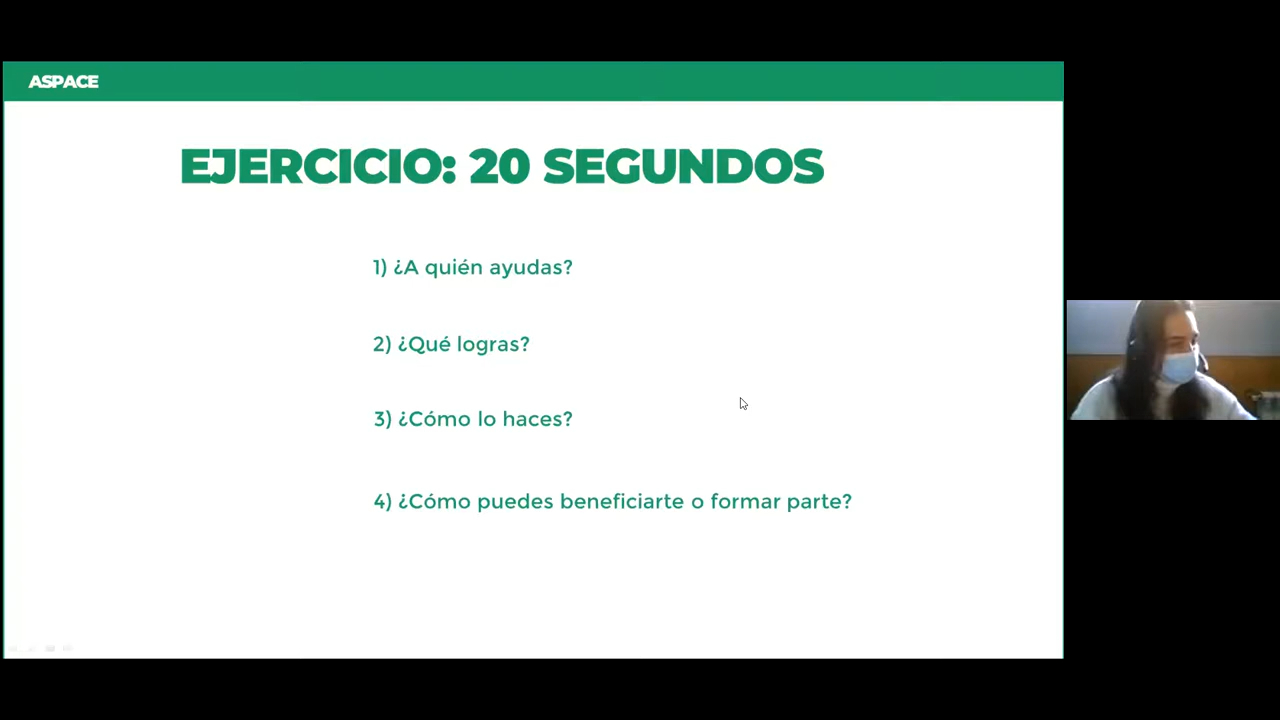 ASPACE
EJERCICIO: 20 SEGUNDOS
1) ¿A quién ayudas?
2) ¿Qué logras?
3) ¿Cómo lo haces?
4) ¿Cómo puedes beneficiarte o formar parte?